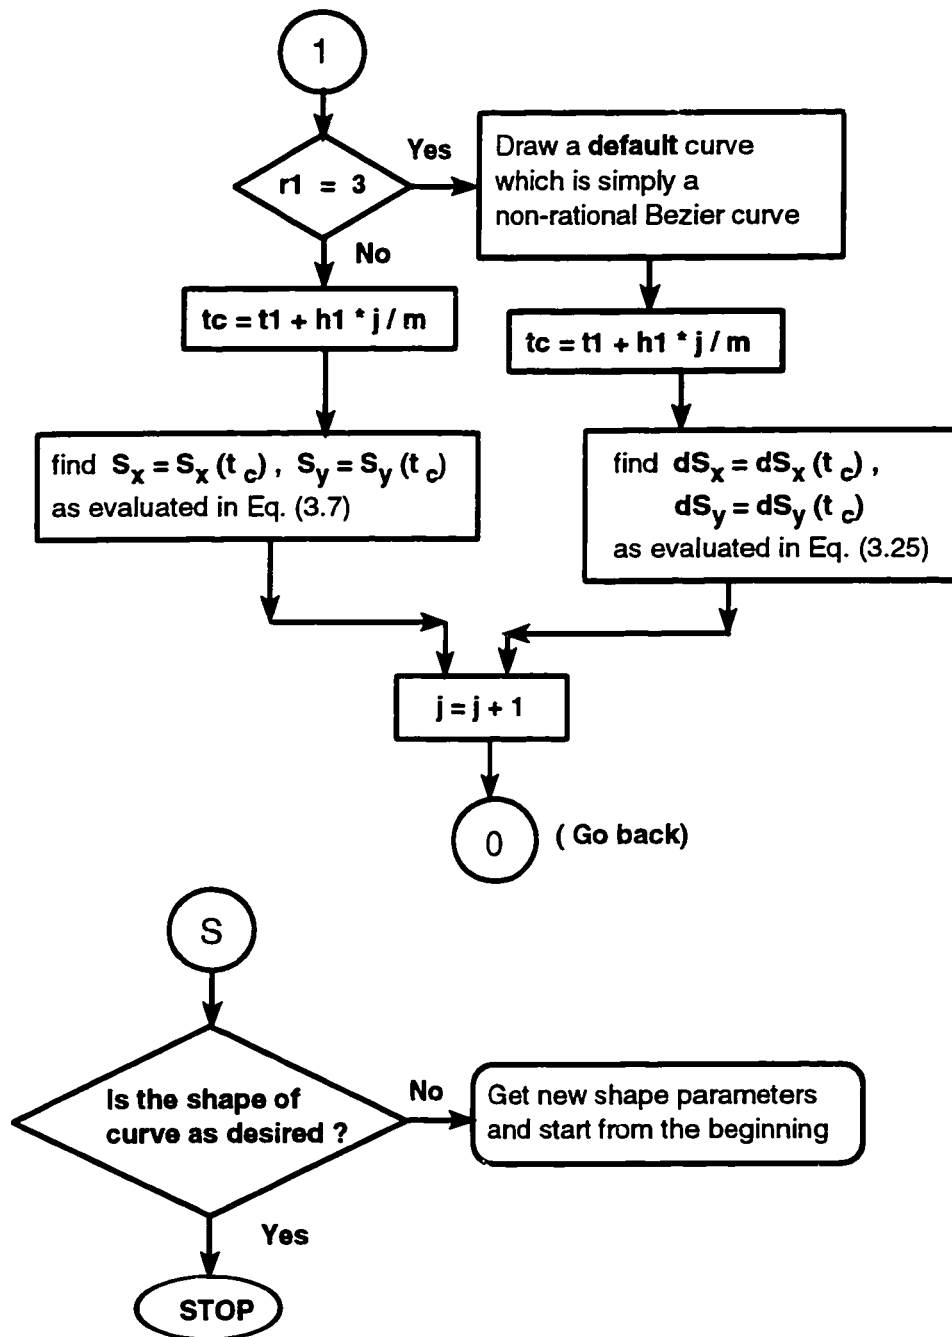 1
r1 = 3
Yes
Draw a default curve
which is simply a
non-rational Bezier curve
No
tc = t1 + h1 * j / m
tc = t1 + h1 * j / m
find S_x = S_x (t_c) , S_y = S_y (t_c)
as evaluated in Eq. (3.7)
find dS_x = dS_x (t_c) ,
dS_y = dS_y (t_c)
as evaluated in Eq. (3.25)
j = j + 1
0
( Go back)
S
Is the shape of
curve as desired ?
No
Get new shape parameters
and start from the beginning
Yes
STOP